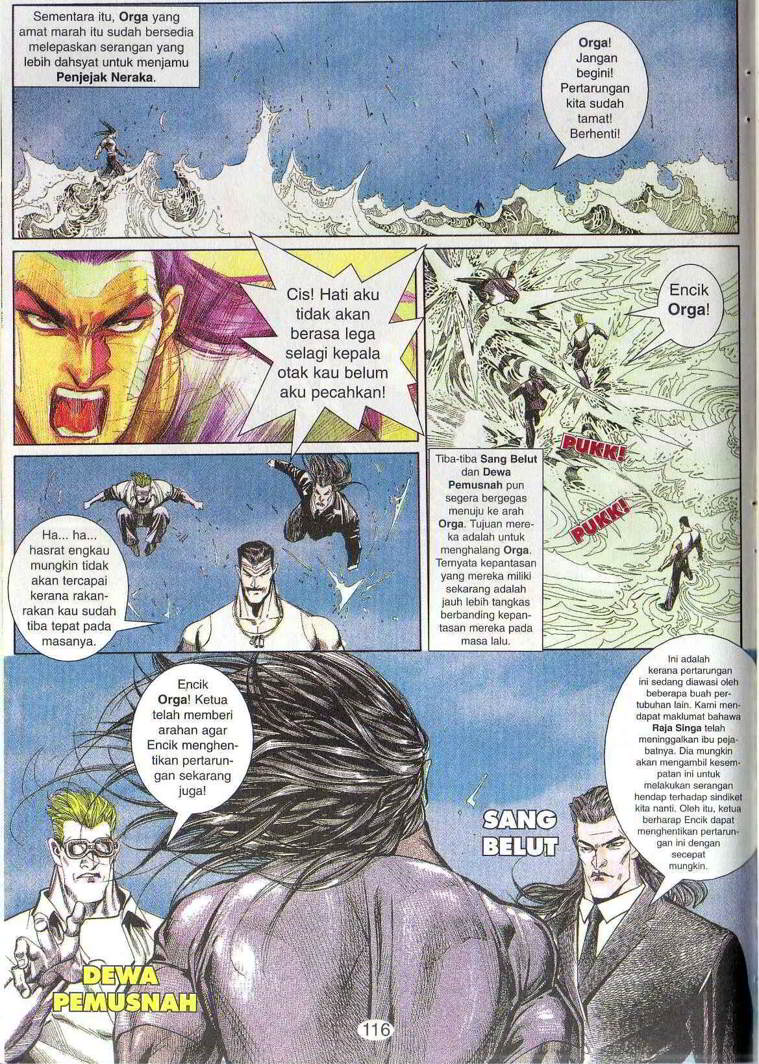 Sementara itu, Orga yang
amat marah itu sudah bersedia
melepaskan serangan yang
lebih dahsyat untuk menjamu
Penjejak Neraka.
Orga!
Jangan
begini!
Pertarungan
kita sudah
tamat!
Berhenti!
Cis! Hati aku
tidak akan
berasa lega
selagi kepala
otak kau belum
aku pecahkan!
Encik
Orga!
PUKK!
PUKK!
Tiba-tiba Sang Belut
dan Dewa
Pemusnah pun
segera bergegas
menuju ke arah
Orga. Tujuan mere-
ka adalah untuk
menghalang Orga.
Ternyata kepantasan
yang mereka miliki
sekarang adalah
jauh lebih tangkas
berbanding kepan-
tasan mereka pada
masa lalu.
Ha... ha...
hasrat engkau
mungkin tidak
akan tercapai
kerana rakan-
rakan kau sudah
tiba tepat pada
masanya.
Encik
Orga! Ketua
telah memberi
arahan agar
Encik menghen-
tikan pertarun-
gan sekarang
juga!
Ini adalah
kerana pertarungan
ini sedang diawasi oleh
beberapa buah per-
tubuhan lain. Kami men-
dapat maklumat bahawa
Raja Singa telah
meninggalkan ibu peja-
batnya. Dia mungkin
akan mengambil kesem-
patan ini untuk
melakukan serangan
hendap terhadap sindiket
kita nanti. Oleh itu, ketua
berharap Encik dapat
menghentikan pertarun-
gan ini dengan
secepat
mungkin.
SANG
BELUT
DEWA
PEMUSNAH
116